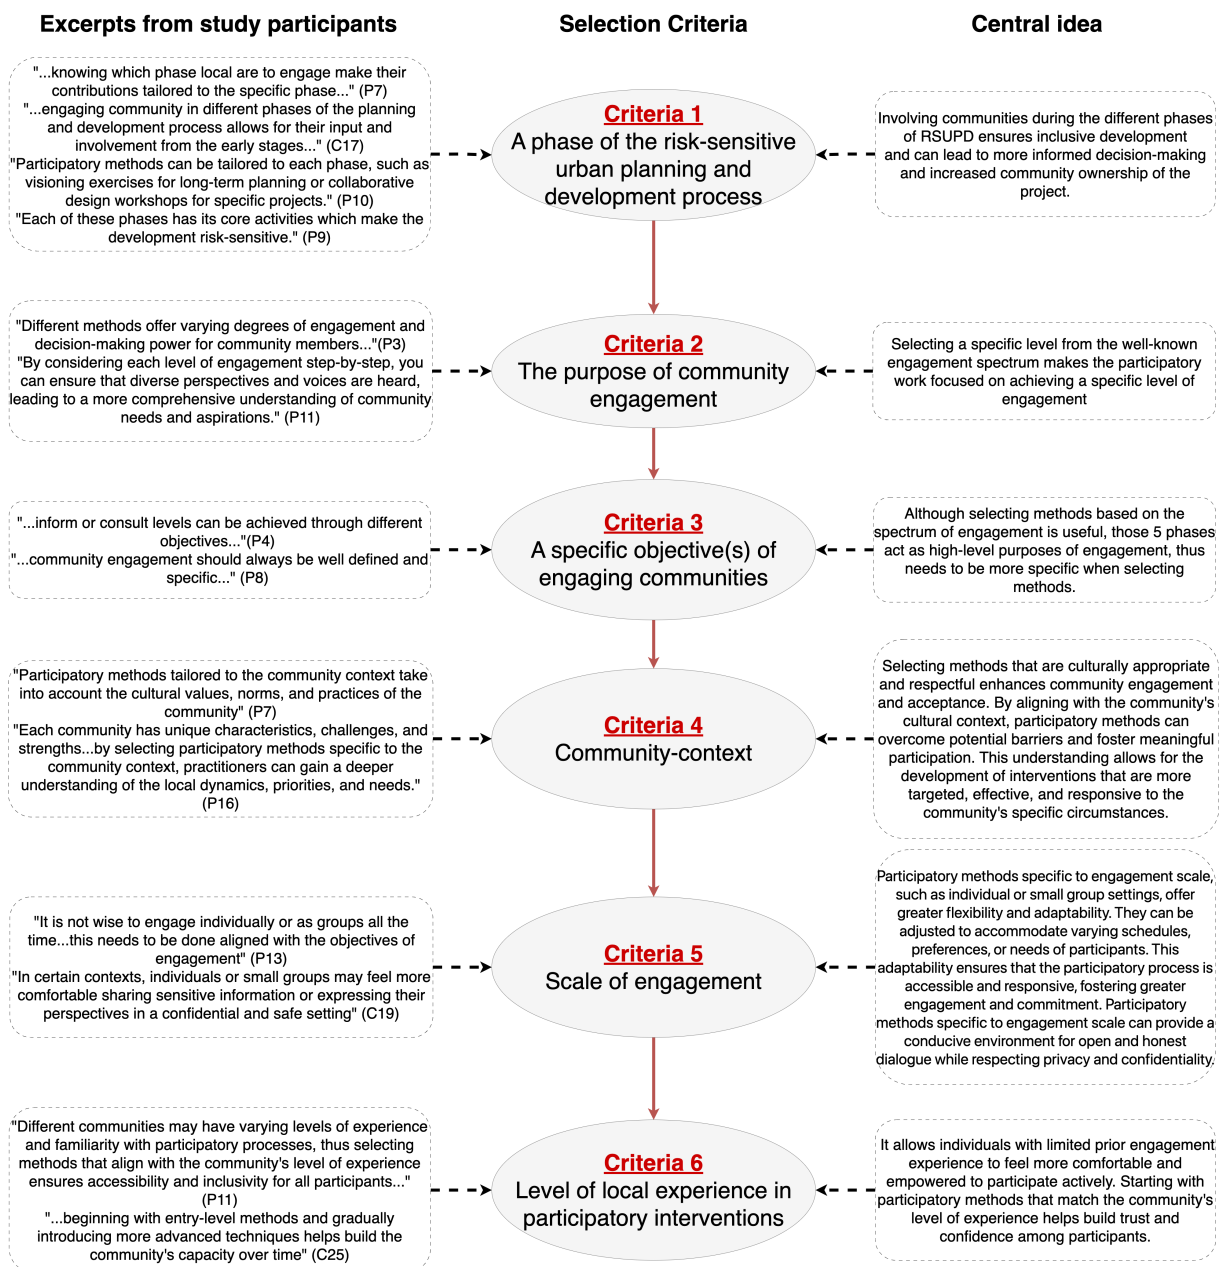 Excerpts from study participants
Selection Criteria
Central idea
"...knowing which phase local are to engage make their
contributions tailored to the specific phase..." (P7)
"...engaging community in different phases of the planning
and development process allows for their input and
involvement from the early stages..." (C17)
"Participatory methods can be tailored to each phase, such as
visioning exercises for long-term planning or collaborative
design workshops for specific projects." (P10)
"Each of these phases has its core activities which make the
development risk-sensitive." (P9)
Criteria 1
A phase of the risk-sensitive
urban planning and
development process
Involving communities during the different phases
of RSUPD ensures inclusive development
and can lead to more informed decision-making
and increased community ownership of the
project.
"Different methods offer varying degrees of engagement and
decision-making power for community members..."(P3)
"By considering each level of engagement step-by-step, you
can ensure that diverse perspectives and voices are heard,
leading to a more comprehensive understanding of community
needs and aspirations." (P11)
Criteria 2
The purpose of community
engagement
Selecting a specific level from the well-known
engagement spectrum makes the participatory
work focused on achieving a specific level of
engagement
"...inform or consult levels can be achieved through different
objectives..."(P4)
"...community engagement should always be well defined and
specific..." (P8)
Criteria 3
A specific objective(s) of
engaging communities
Although selecting methods based on the
spectrum of engagement is useful, those 5 phases
act as high-level purposes of engagement, thus
needs to be more specific when selecting
methods.
"Participatory methods tailored to the community context take
into account the cultural values, norms, and practices of the
community" (P7)
"Each community has unique characteristics, challenges, and
strengths...by selecting participatory methods specific to the
community context, practitioners can gain a deeper
understanding of the local dynamics, priorities, and needs."
(P16)
Criteria 4
Community-context
Selecting methods that are culturally appropriate
and respectful enhances community engagement
and acceptance. By aligning with the community's
cultural context, participatory methods can
overcome potential barriers and foster meaningful
participation. This understanding allows for the
development of interventions that are more
targeted, effective, and responsive to the
community's specific circumstances.
"It is not wise to engage individually or as groups all the
time...this needs to be done aligned with the objectives of
engagement" (P13)
"In certain contexts, individuals or small groups may feel more
comfortable sharing sensitive information or expressing their
perspectives in a confidential and safe setting" (C19)
Criteria 5
Scale of engagement
Participatory methods specific to engagement scale,
such as individual or small group settings, offer
greater flexibility and adaptability. They can be
adjusted to accommodate varying schedules,
preferences, or needs of participants. This
adaptability ensures that the participatory process is
accessible and responsive, fostering greater
engagement and commitment. Participatory
methods specific to engagement scale can provide a
conducive environment for open and honest
dialogue while respecting privacy and confidentiality.
"Different communities may have varying levels of experience
and familiarity with participatory processes, thus selecting
methods that align with the community's level of experience
ensures accessibility and inclusivity for all participants..."
(P11)
"...beginning with entry-level methods and gradually
introducing more advanced techniques helps build the
community's capacity over time" (C25)
Criteria 6
Level of local experience in
participatory interventions
It allows individuals with limited prior engagement
experience to feel more comfortable and
empowered to participate actively. Starting with
participatory methods that match the community's
level of experience helps build trust and
confidence among participants.